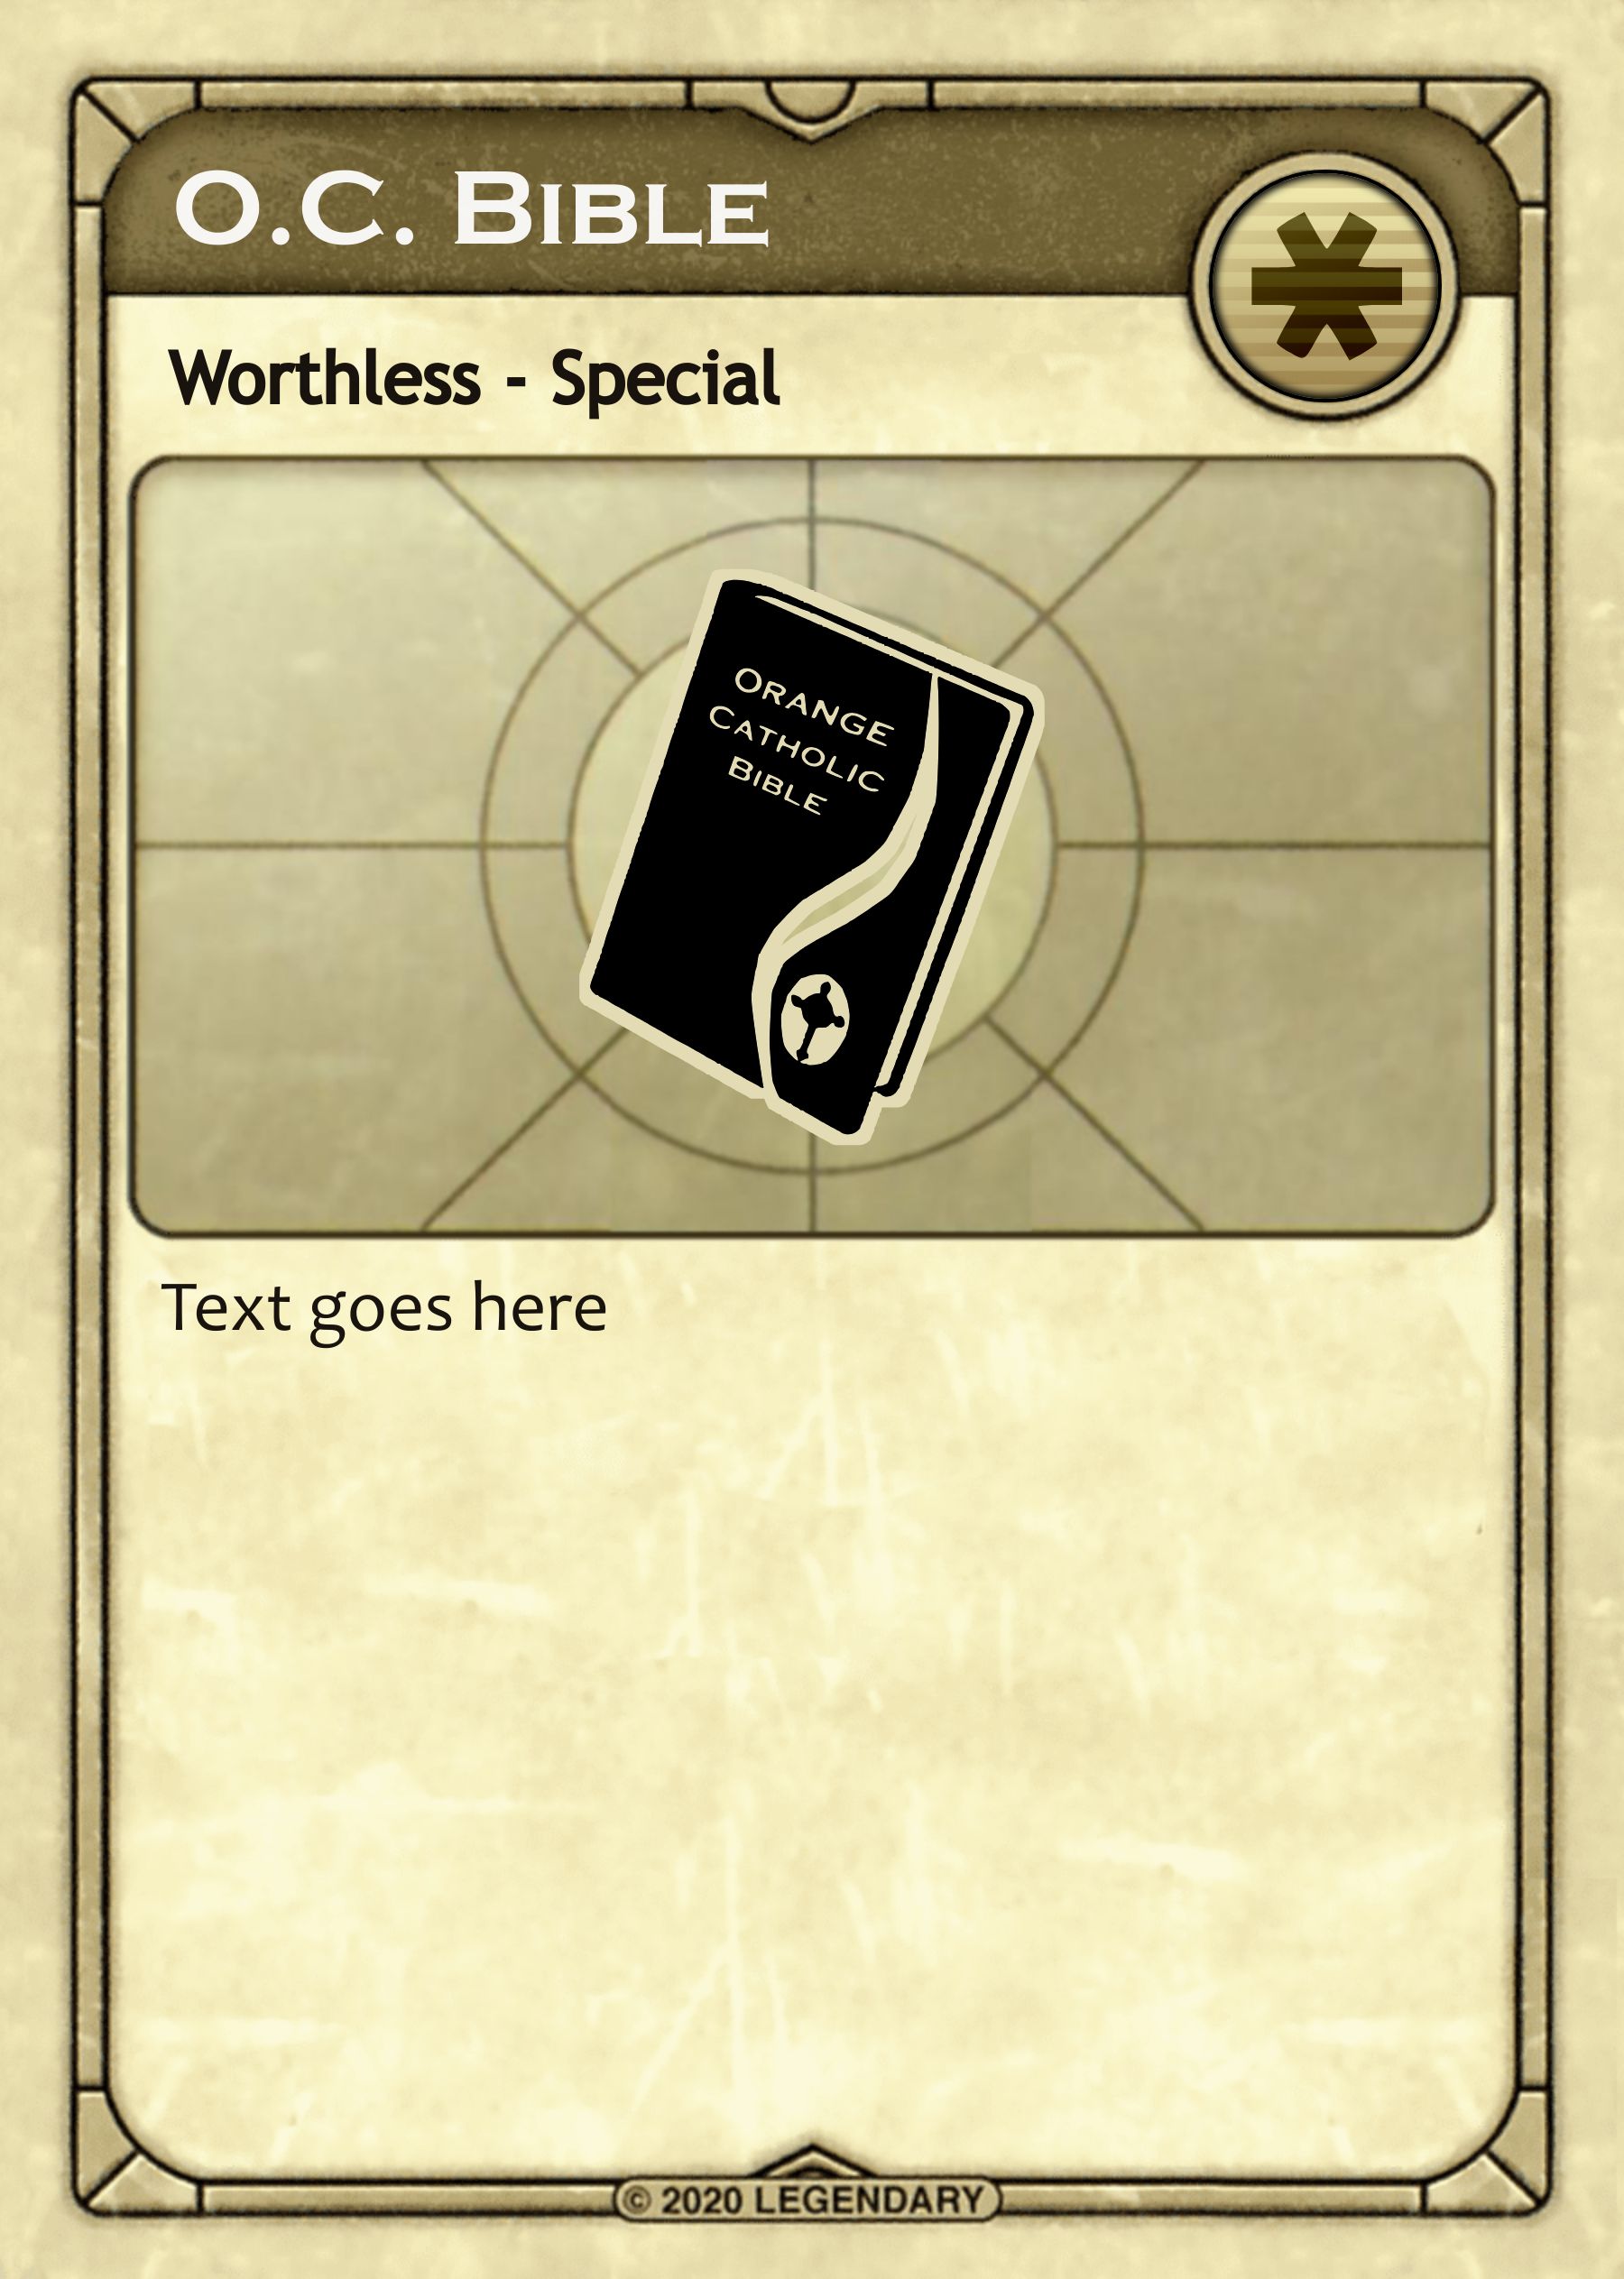 O.C. Bible
Worthless - Special
Orange
Catholic
Bible
Text goes here
© 2020 LEGENDARY